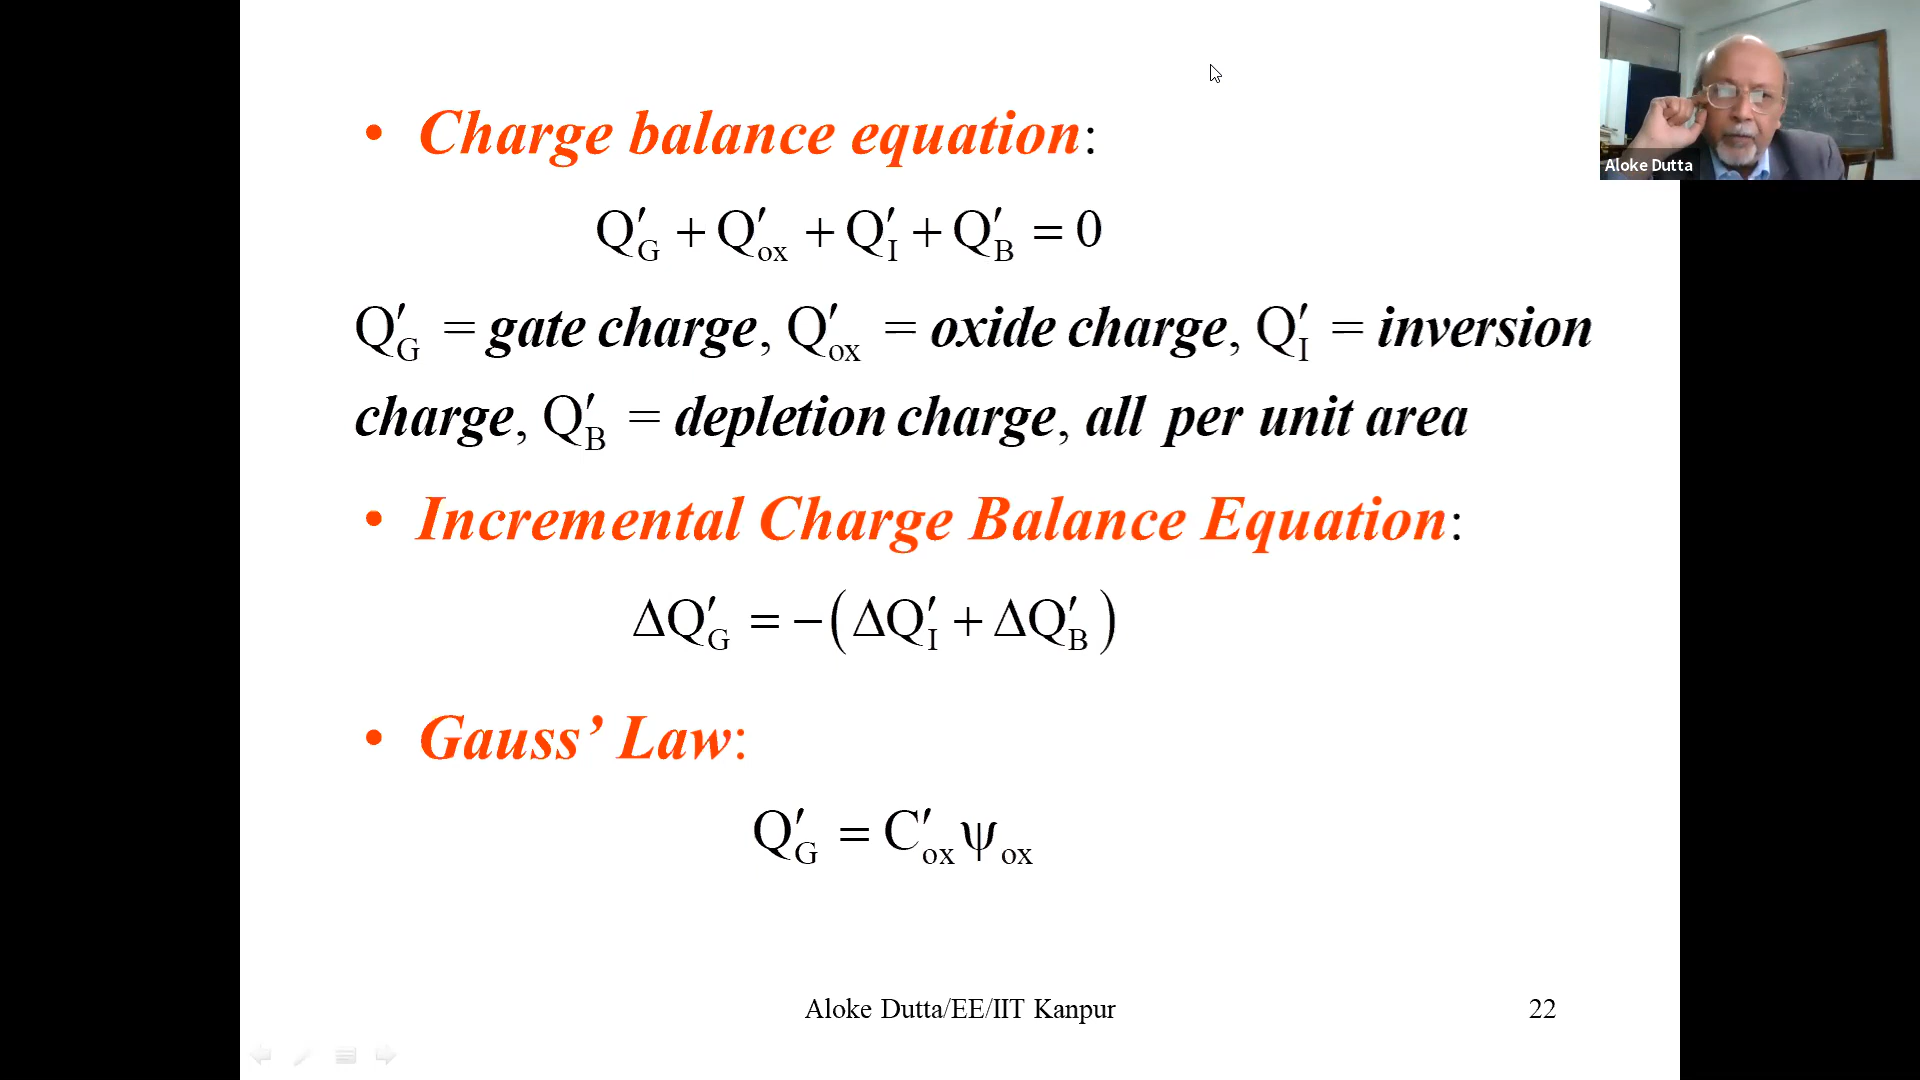 • Charge balance equation:
Q′G + Q′ox + Q′I + Q′B = 0
Q′G = gate charge, Q′ox = oxide charge, Q′I = inversion
charge, Q′B = depletion charge, all per unit area
• Incremental Charge Balance Equation:
ΔQ′G = −(ΔQ′I + ΔQ′B)
• Gauss’ Law:
Q′G = C′ox ψox
Aloke Dutta/EE/IIT Kanpur
22
Aloke Dutta